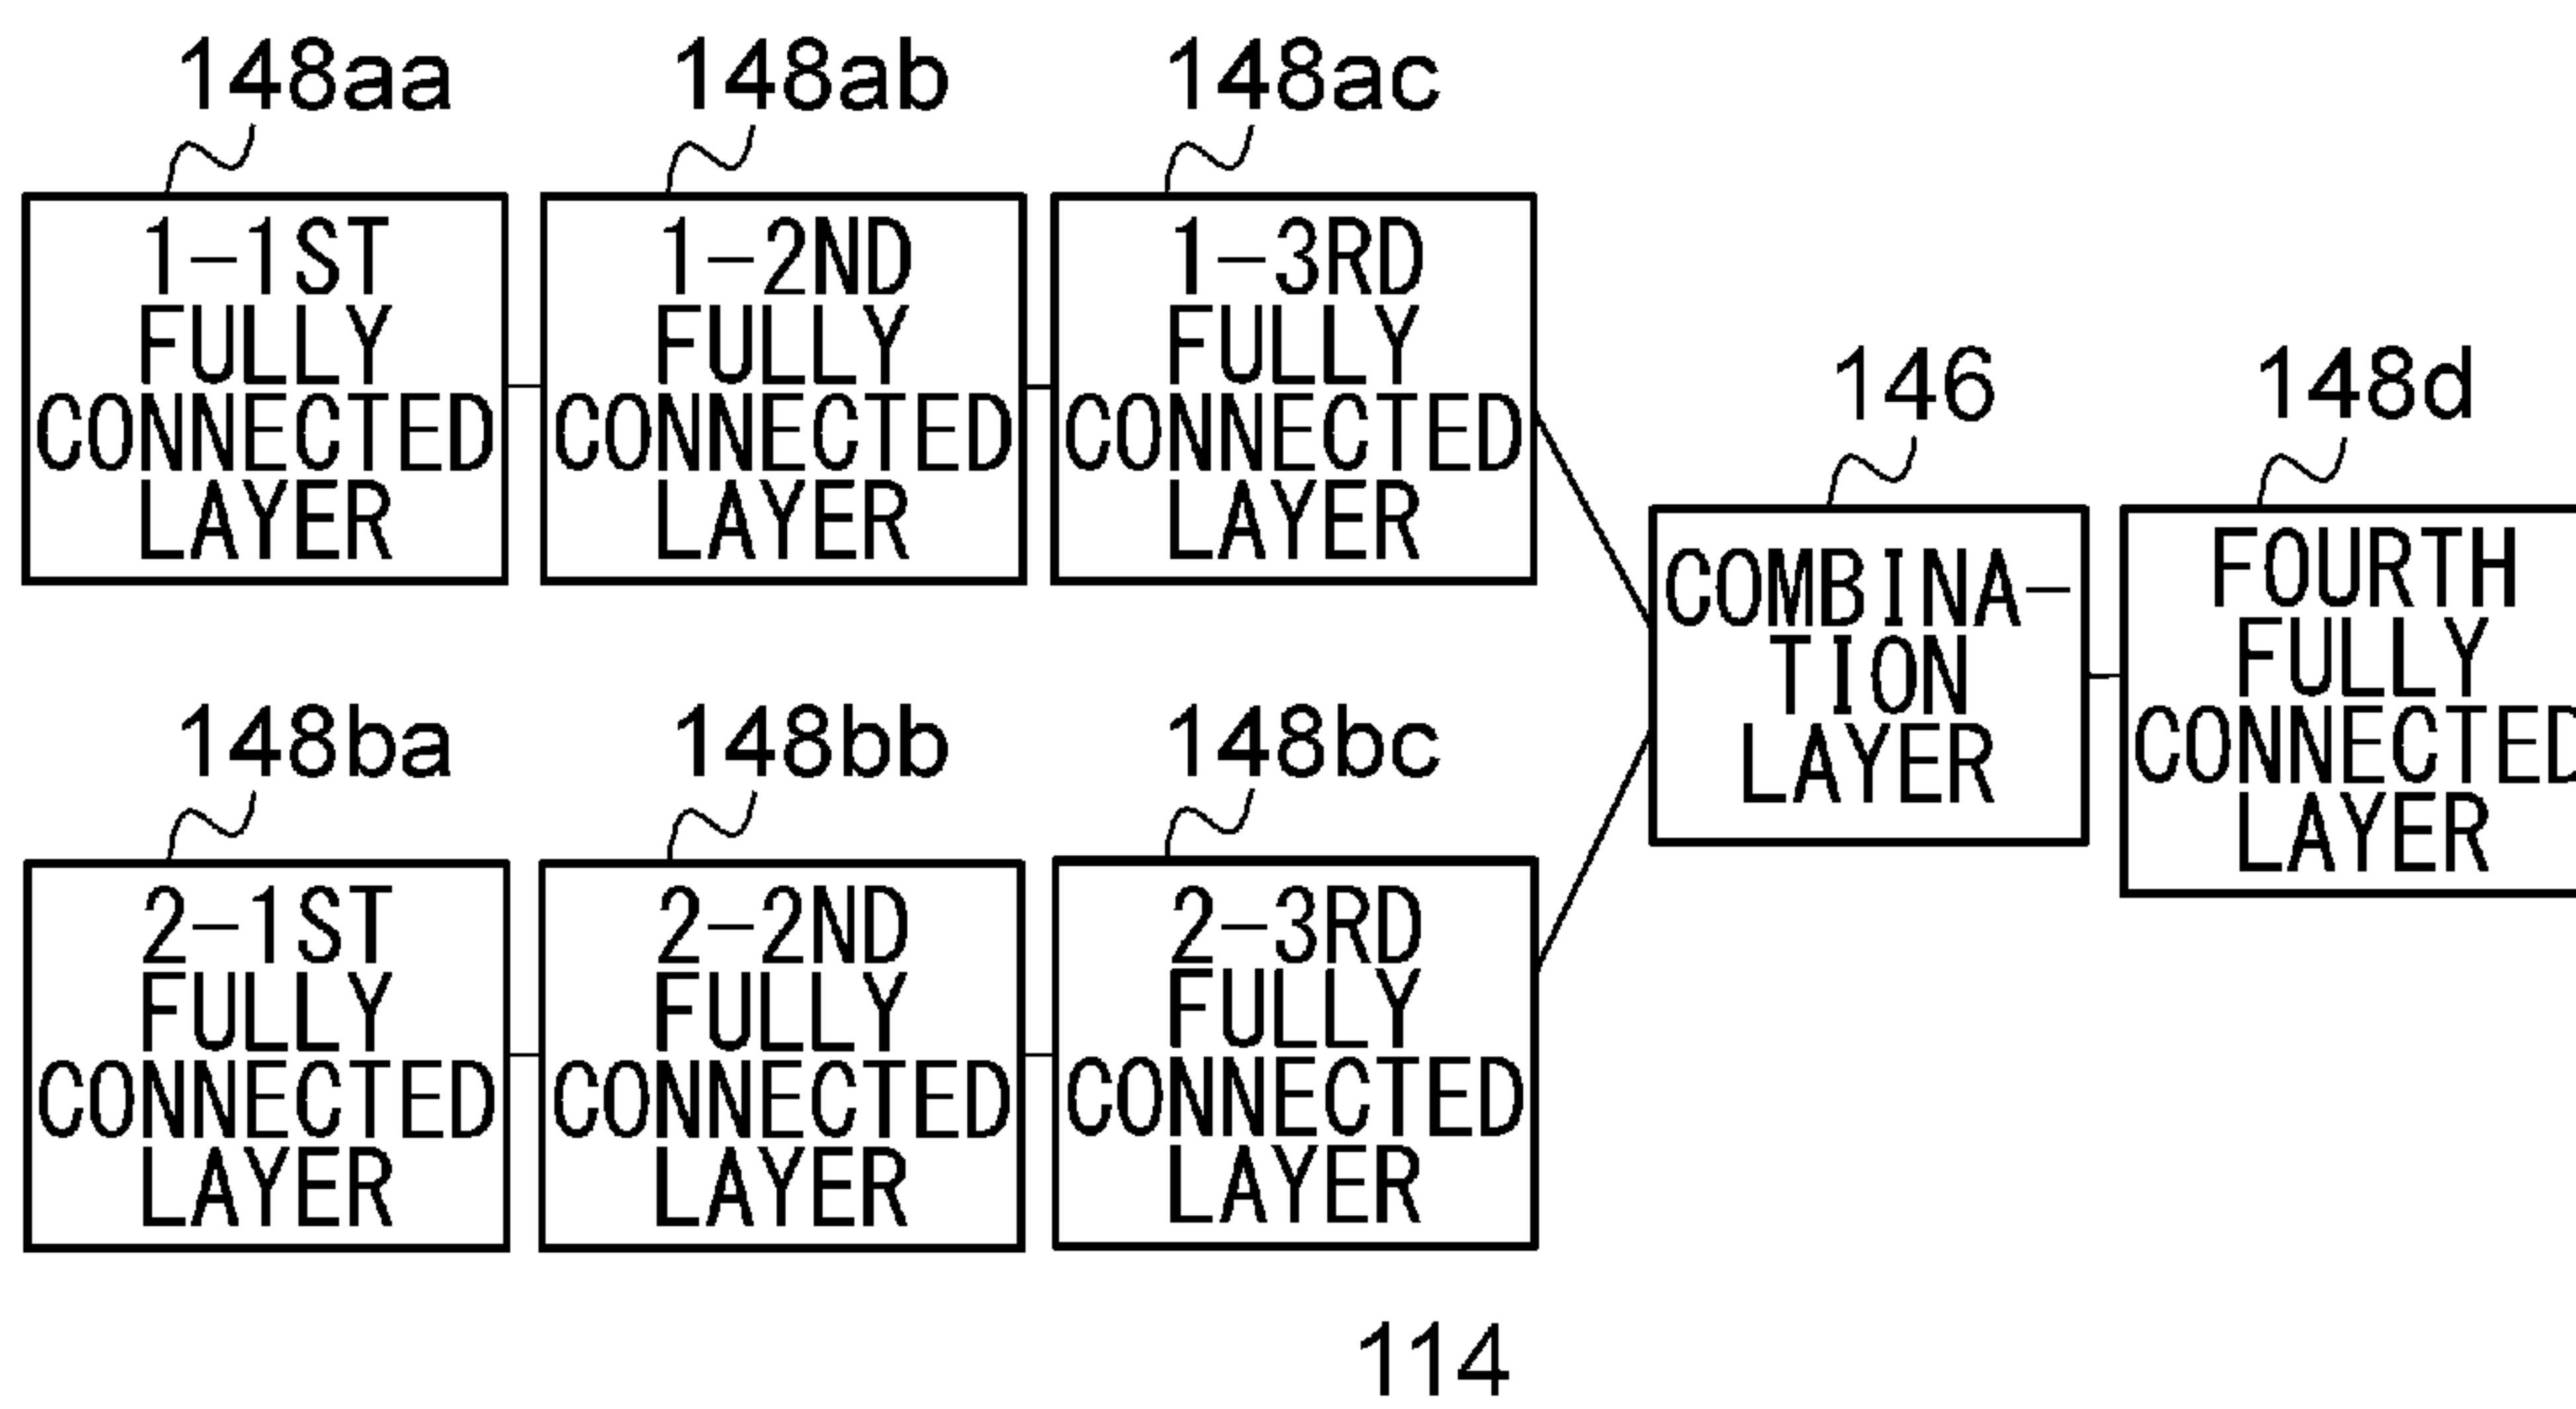 148aa
148ab
148ac
1-1ST
FULLY
CONNECTED
LAYER
1-2ND
FULLY
CONNECTED
LAYER
1-3RD
FULLY
CONNECTED
LAYER
146
148d
COMBINA-
TION
LAYER
FOURTH
FULLY
CONNECTED
LAYER
148ba
148bb
148bc
2-1ST
FULLY
CONNECTED
LAYER
2-2ND
FULLY
CONNECTED
LAYER
2-3RD
FULLY
CONNECTED
LAYER
114